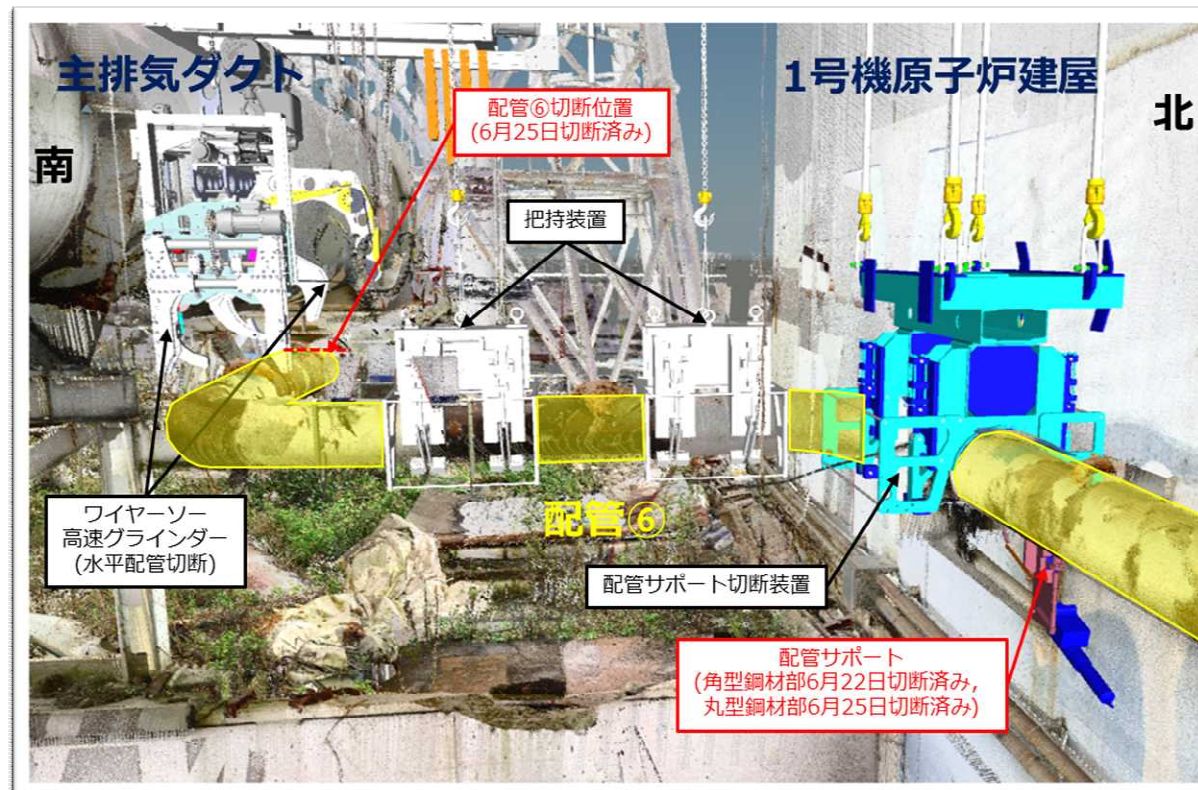 主排気ダクト
1号機原子炉建屋
北
南
配管⑥切断位置
(6月25日切断済み)
把持装置
ワイヤーソー
高速グラインダー
(水平配管切断)
配管⑥
配管サポート切断装置
配管サポート
(角型鋼材部6月22日切断済み,
丸型鋼材部6月25日切断済み)